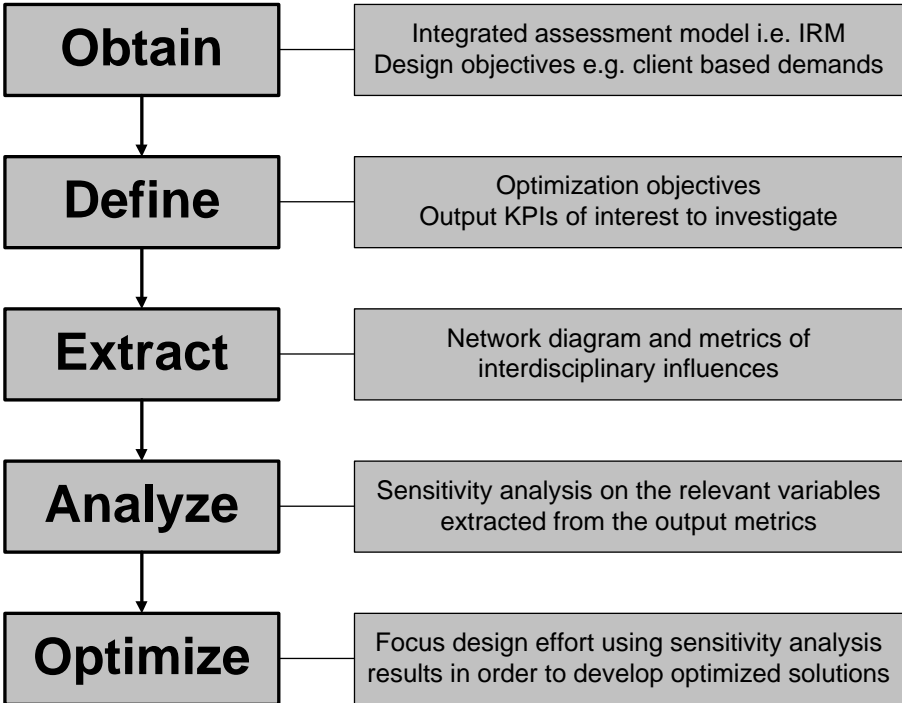 Obtain
Integrated assessment model i.e. IRM
Design objectives e.g. client based demands
Define
Optimization objectives
Output KPIs of interest to investigate
Extract
Network diagram and metrics of
interdisciplinary influences
Analyze
Sensitivity analysis on the relevant variables
extracted from the output metrics
Optimize
Focus design effort using sensitivity analysis
results in order to develop optimized solutions